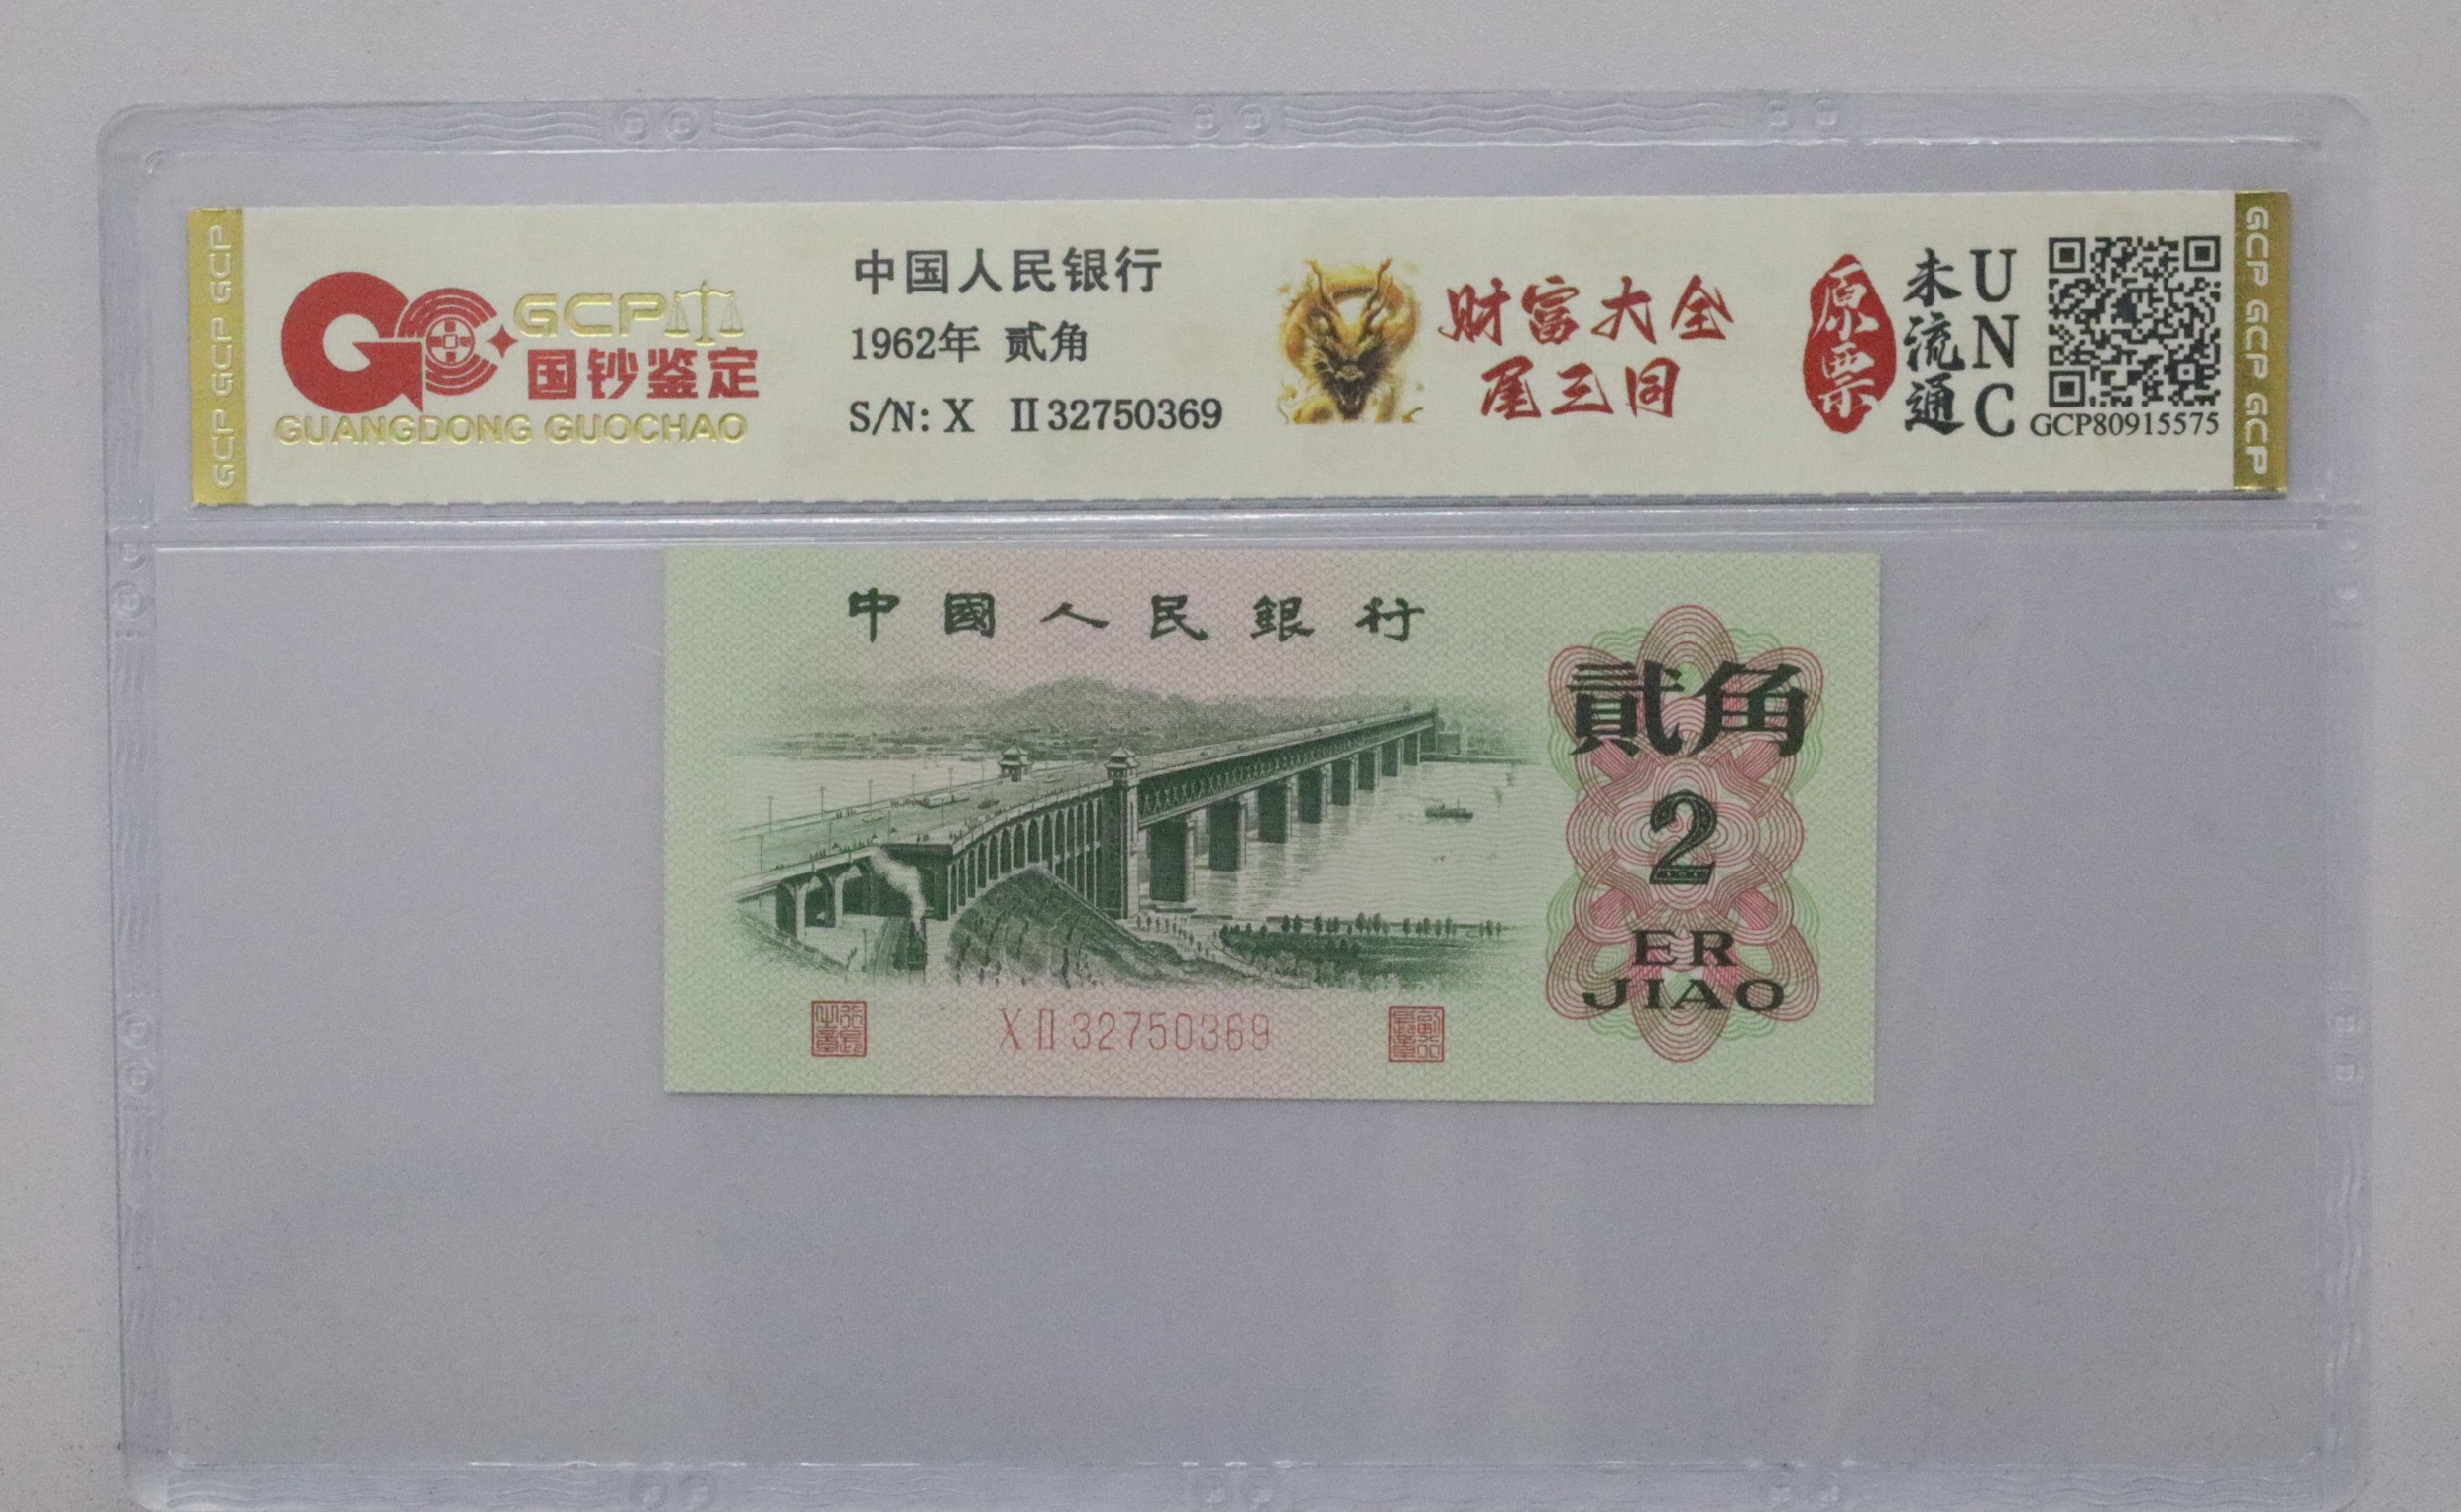 GCP GCP GCP
GCP
国钞鉴定
GUANGDONG GUOCHAO
中国人民银行
1962年 贰角
S/N: X Ⅱ32750369
财富大全
尾三同
原票
未流通
UNC
GCP80915575
GCP GCP GCP
中國人民銀行
貳角
2
ER
JIAO
XⅡ32750369